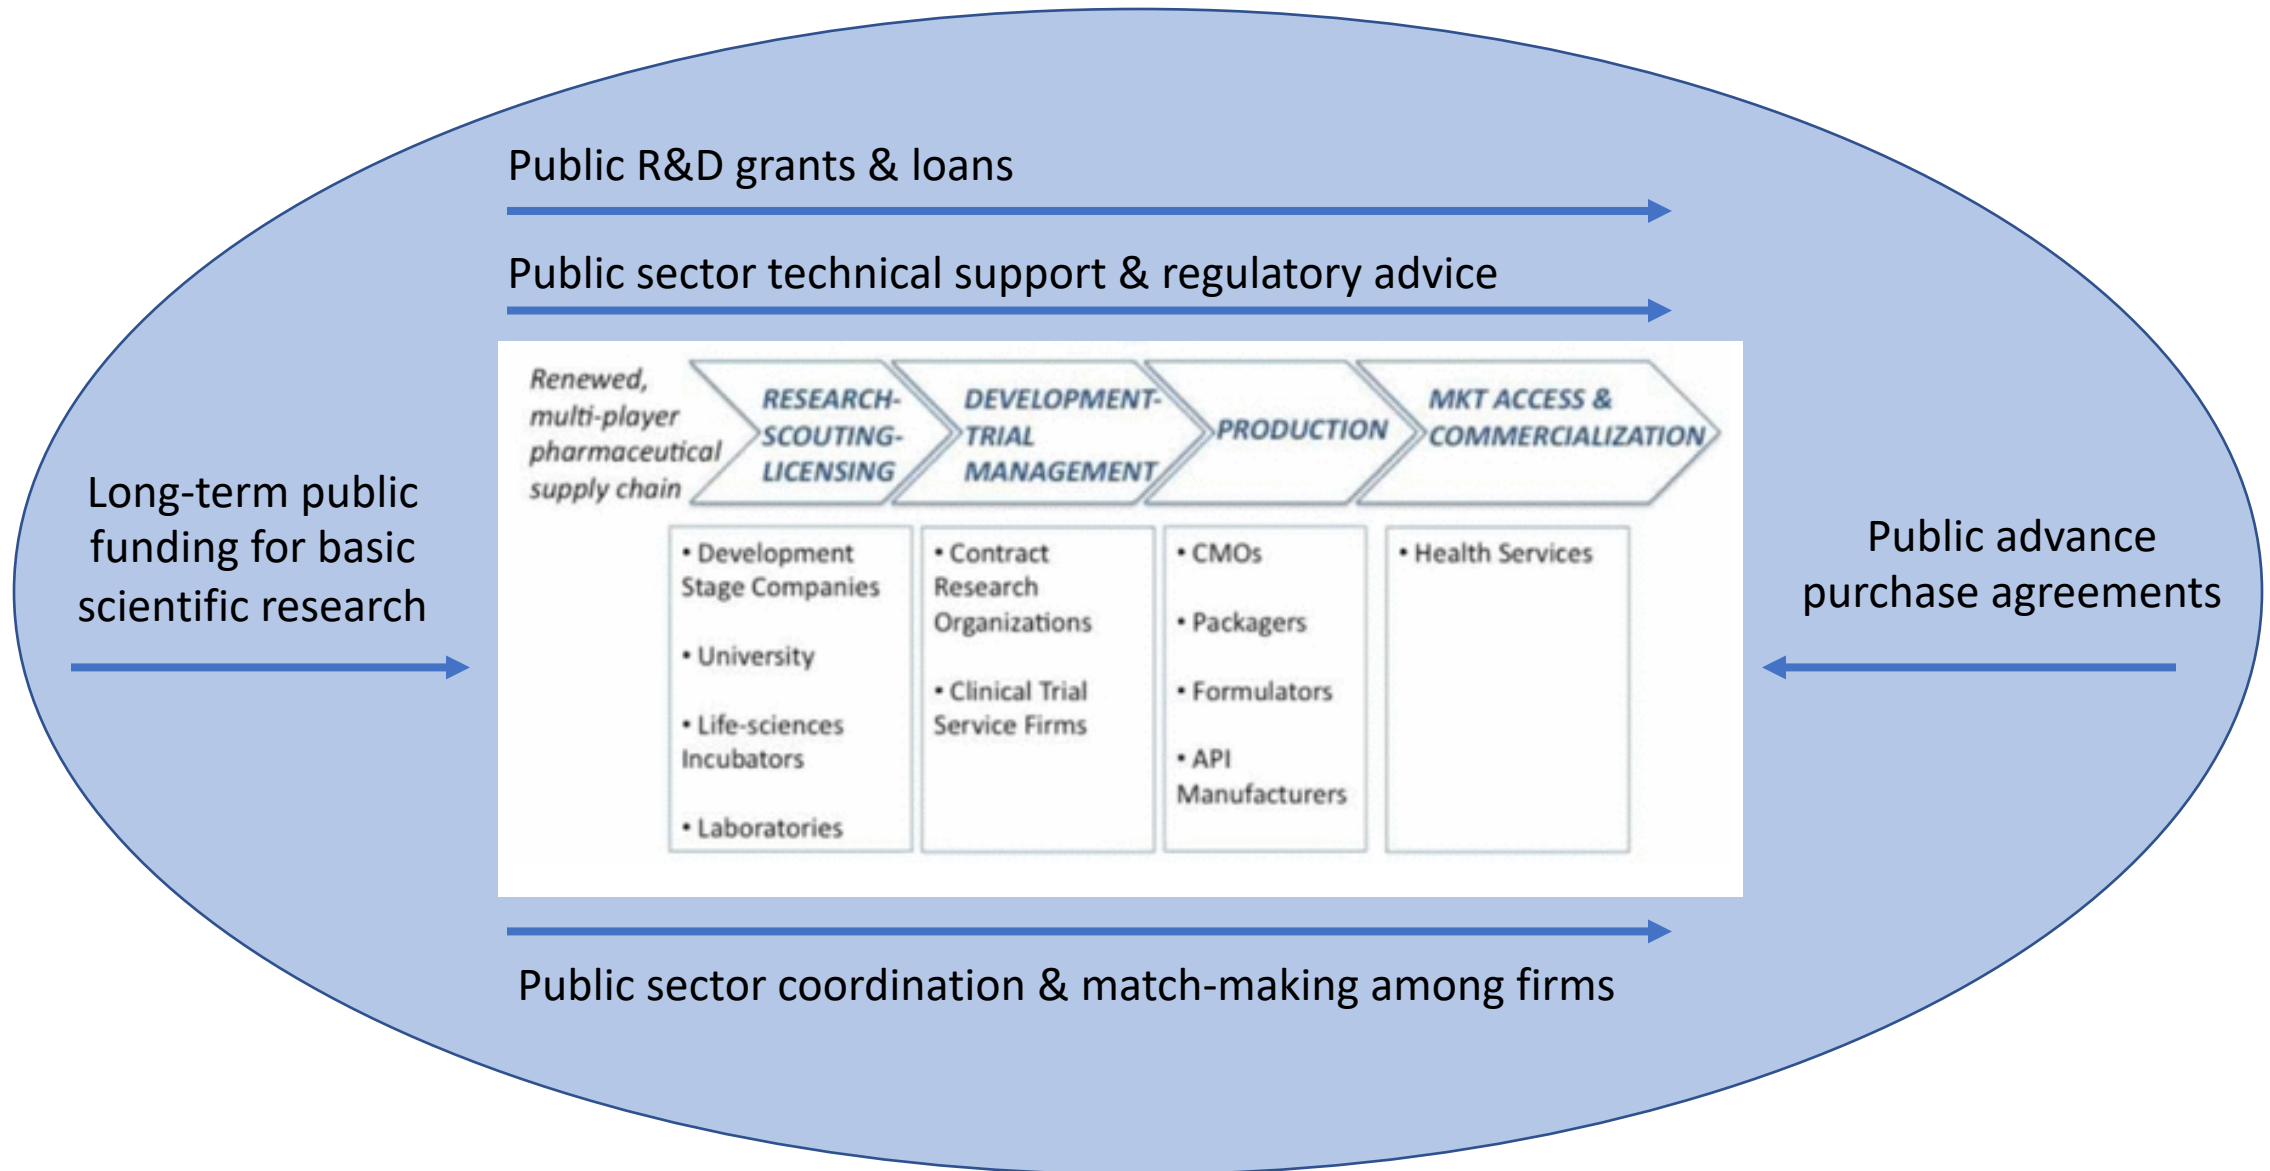 Public R&D grants & loans
Public sector technical support & regulatory advice
Long-term public
funding for basic
scientific research
Renewed,
multi-player
pharmaceutical
supply chain
RESEARCH-
SCOUTING-
LICENSING
DEVELOPMENT-
TRIAL
MANAGEMENT
PRODUCTION
MKT ACCESS &
COMMERCIALIZATION
• Development
Stage Companies
• University
• Life-sciences
Incubators
• Laboratories
• Contract
Research
Organizations
• Clinical Trial
Service Firms
• CMOs
• Packagers
• Formulators
• API
Manufacturers
• Health Services
Public advance
purchase agreements
Public sector coordination & match-making among firms